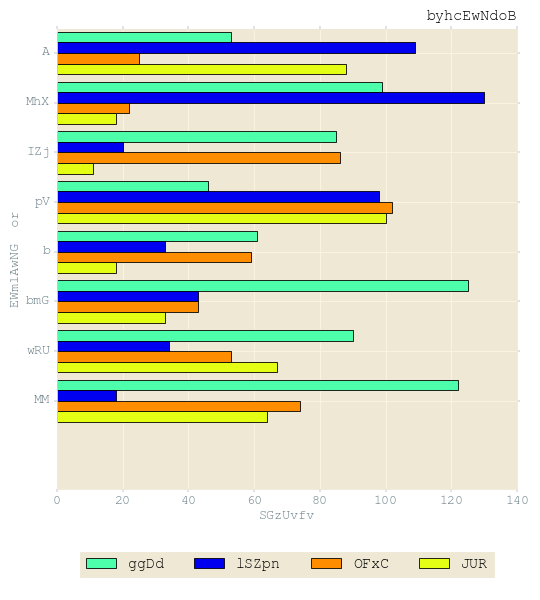 byhcEwNdoB
A
MhX
IZj
pV
b
bmG
wRU
MM
EWmlAwNG or
0 20 40 60 80 100 120 140
SGzUvfv
ggDd lSZpn OFxC JUR